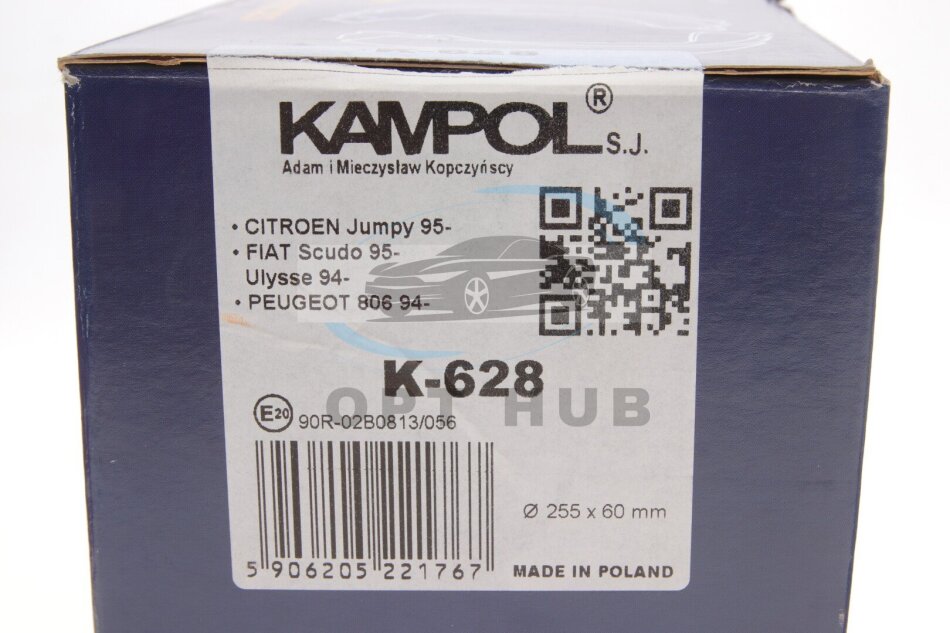 K-628
KAMPOL® S.J.
Adam i Mieczysław Kopczyńscy
• CITROEN Jumpy 95-
• FIAT Scudo 95-
Ulysse 94-
• PEUGEOT 806 94-
K-628
OPT HUB
E20 90R-02B0813/056
Ø 255 x 60 mm
5 906205 221767
MADE IN POLAND